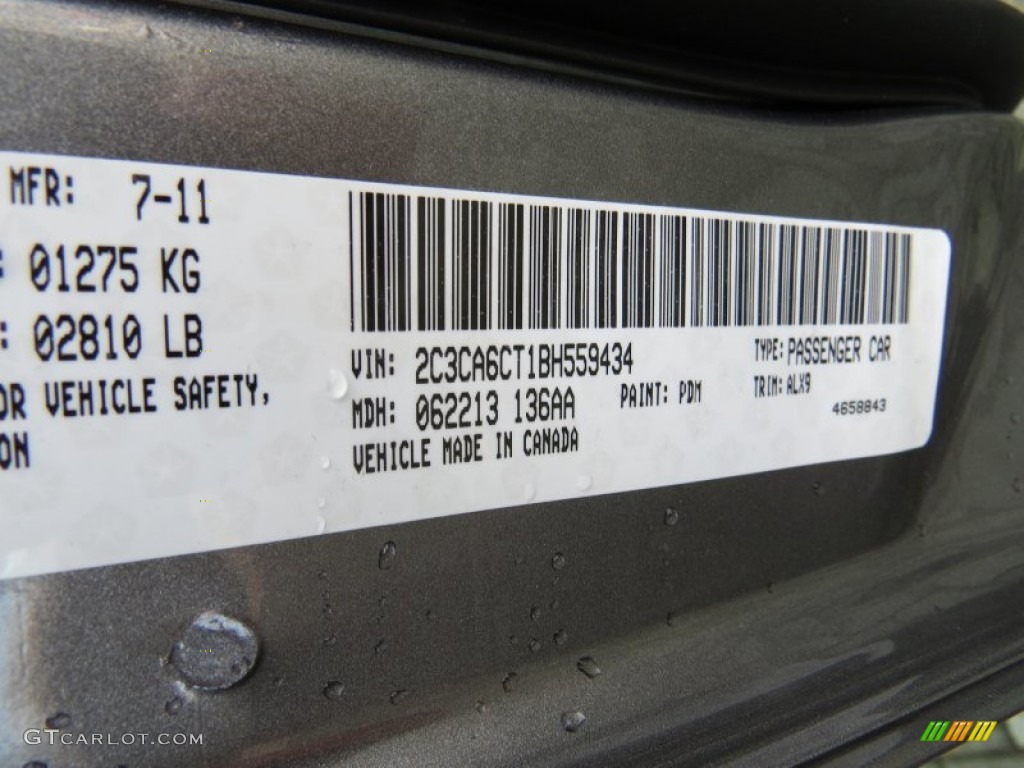 MFR: 7-11
: 01275 KG
: 02810 LB
OR VEHICLE SAFETY,
ON
VIN: 2C3CA6CT1BH559434
TYPE: PASSENGER CAR
MDH: 062213 136AA
PAINT: PDM
TRIM: ALX9
VEHICLE MADE IN CANADA
4658843
GTCARLOT.COM